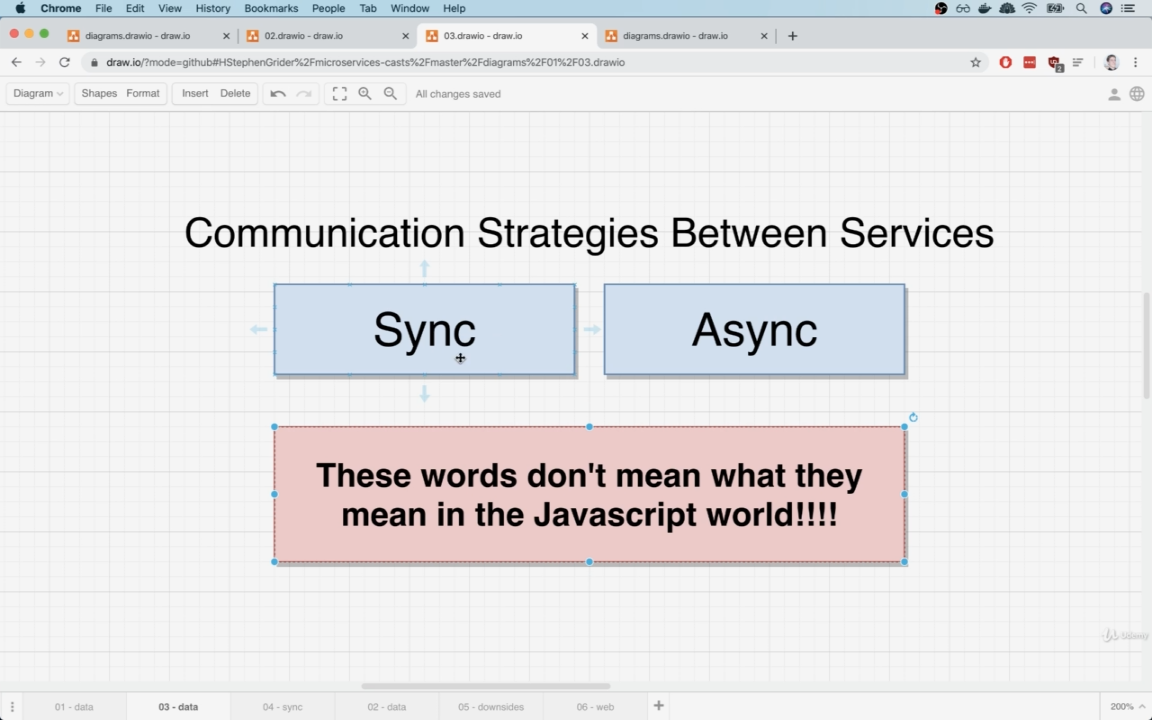 Chrome File Edit View History Bookmarks People Tab Window Help
diagrams.drawio - draw.io
02.drawio - draw.io
03.drawio - draw.io
diagrams.drawio - draw.io
draw.io/?mode=github#HStephenGrider%2Fmicroservices-casts%2Fmaster%2Fdiagrams%2F01%2F03.drawio
Diagram Shapes Format Insert Delete All changes saved
Communication Strategies Between Services
Sync
Async
These words don't mean what they
mean in the Javascript world!!!!
Udemy
01 - data
03 - data
04 - sync
02 - data
05 - downsides
06 - web
200%